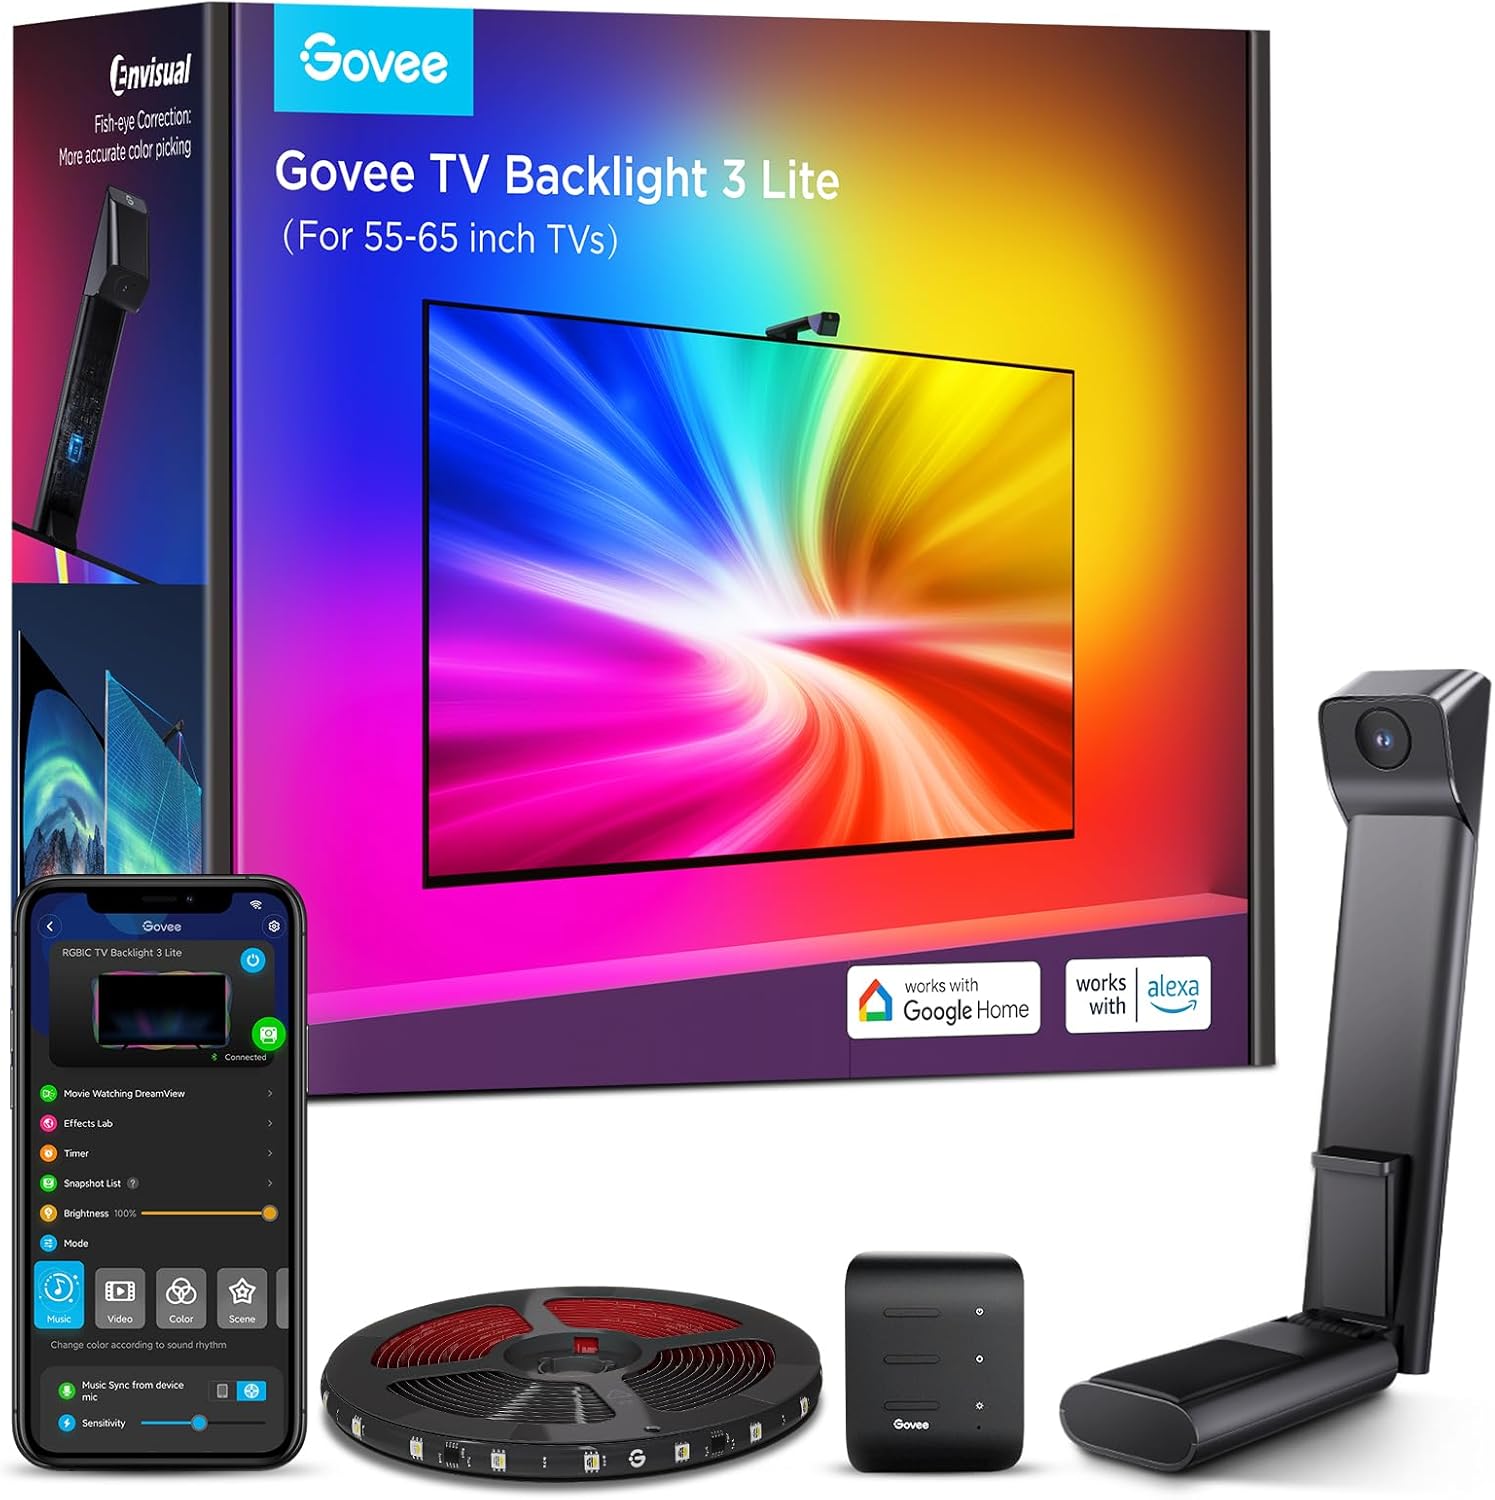 Envisual
Fish-eye Correction:
More accurate color picking
Govee
Govee TV Backlight 3 Lite
(For 55-65 inch TVs)
works with
Google Home
works
with
alexa
Govee
RGBIC TV Backlight 3 Lite
Connected
Movie Watching DreamView
Effects Lab
Timer
Snapshot List ?
Brightness 100%
Mode
Music
Video
Color
Scene
Change color according to sound rhythm
Music Sync from device
mic
Sensitivity
Govee